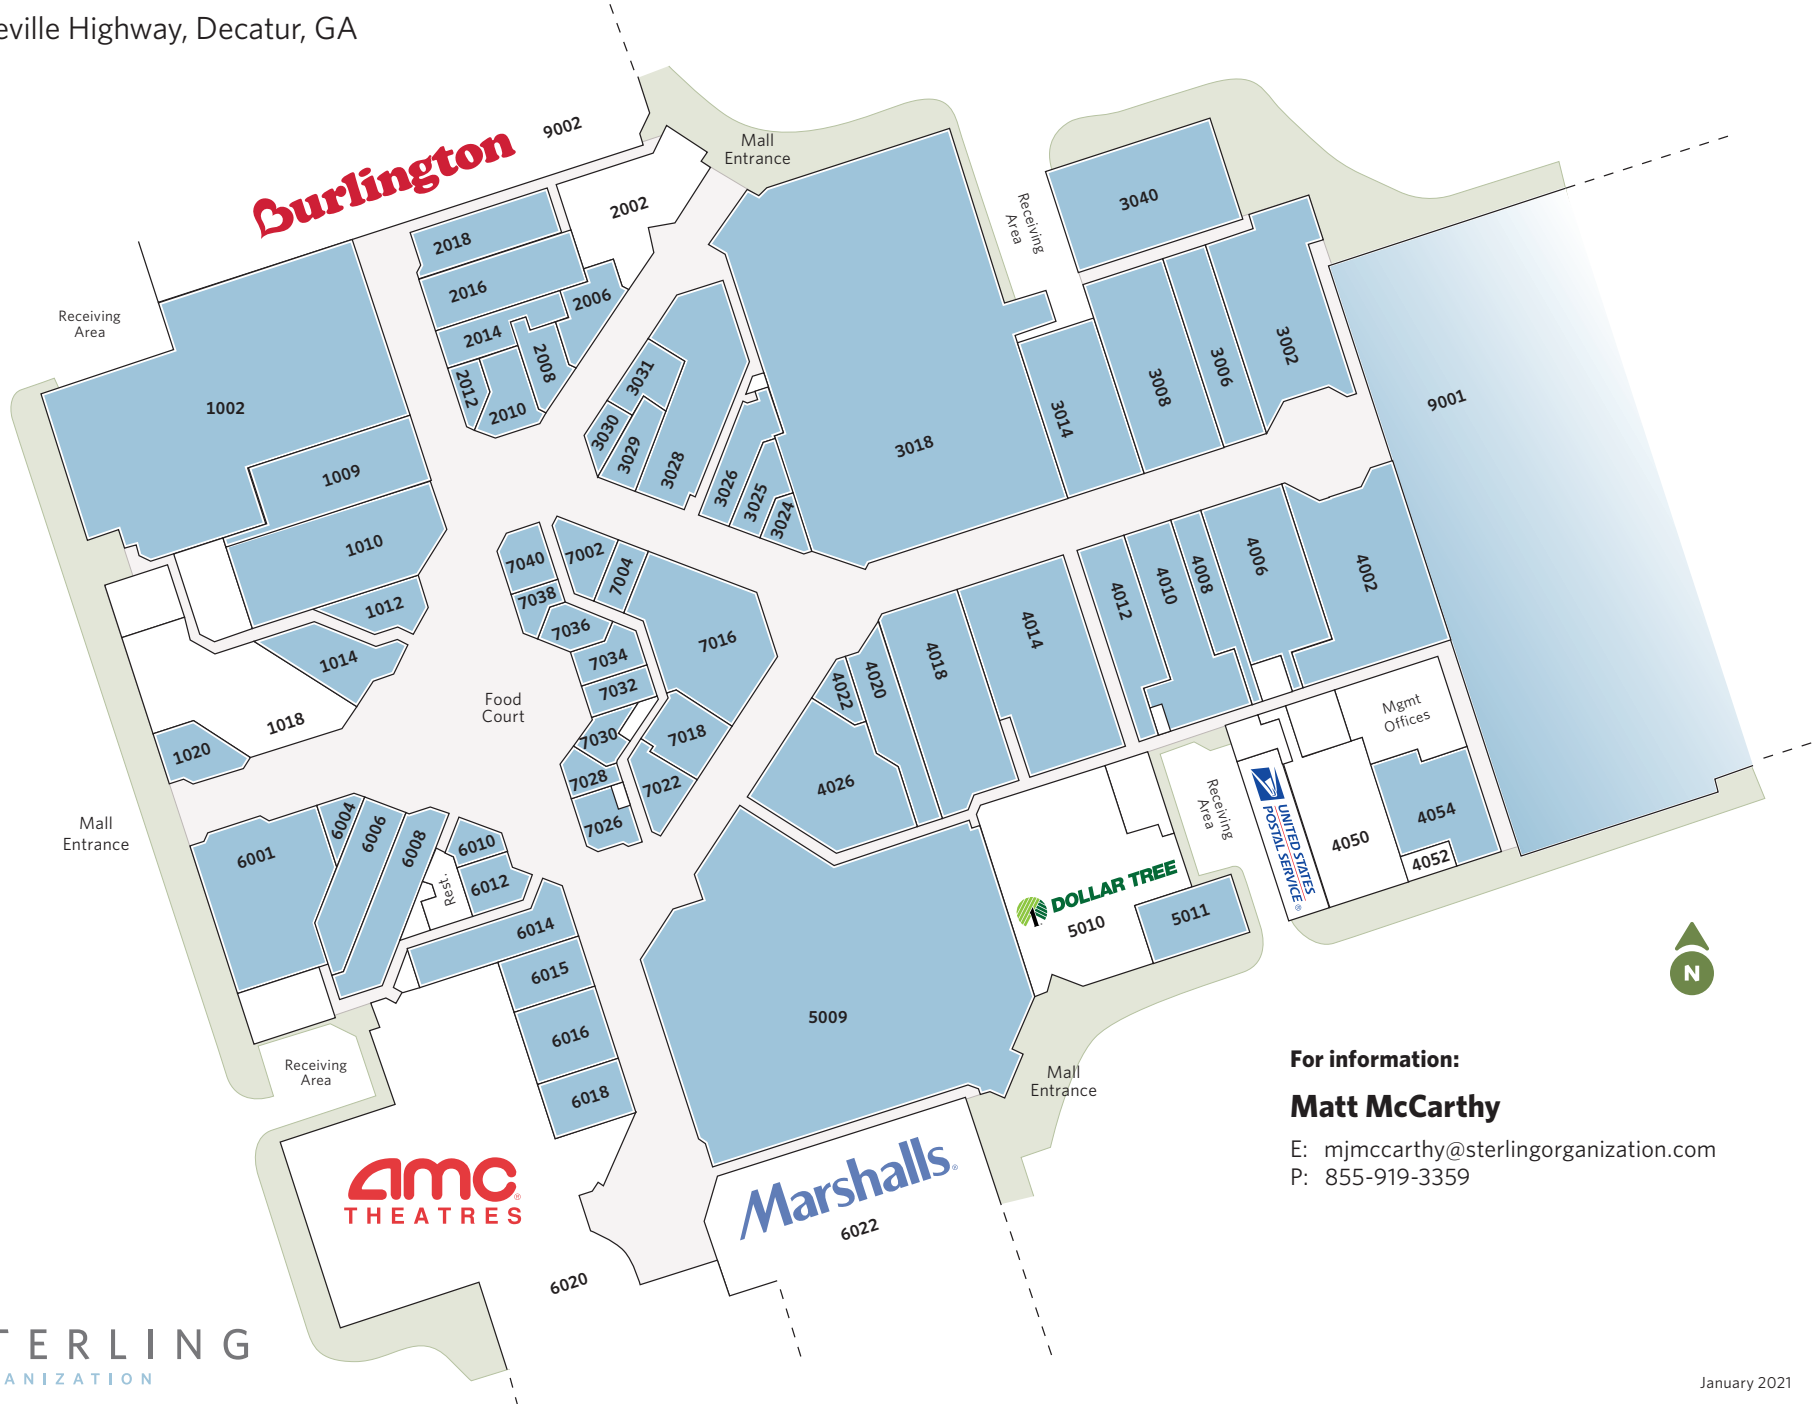 eville Highway, Decatur, GA
Burlington
9002
Mall
Entrance
2002
2018
2016
2014
2006
2008
2012
2010
Receiving
Area
3040
Receiving
Area
1002
1009
1010
1012
1014
1018
1020
3031
3030
3029
3028
3026
3025
3024
3018
3014
3008
3006
3002
9001
7040
7038
7036
7034
7032
7030
7028
7026
7002
7004
7016
7018
7022
Food
Court
4022
4020
4018
4014
4012
4010
4008
4006
4002
4026
Mgmt
Offices
Mall
Entrance
6001
6004
6006
6008
6010
6012
Rest.
6014
6015
6016
6018
Receiving
Area
5009
DOLLAR TREE
5010
5011
Receiving
Area
UNITED STATES
POSTAL SERVICE®
4050
4052
4054
N
Mall
Entrance
amc
THEATRES
6020
Marshalls®
6022
For information:
Matt McCarthy
E: mjmccarthy@sterlingorganization.com
P: 855-919-3359
TERLING
ANIZATION
January 2021